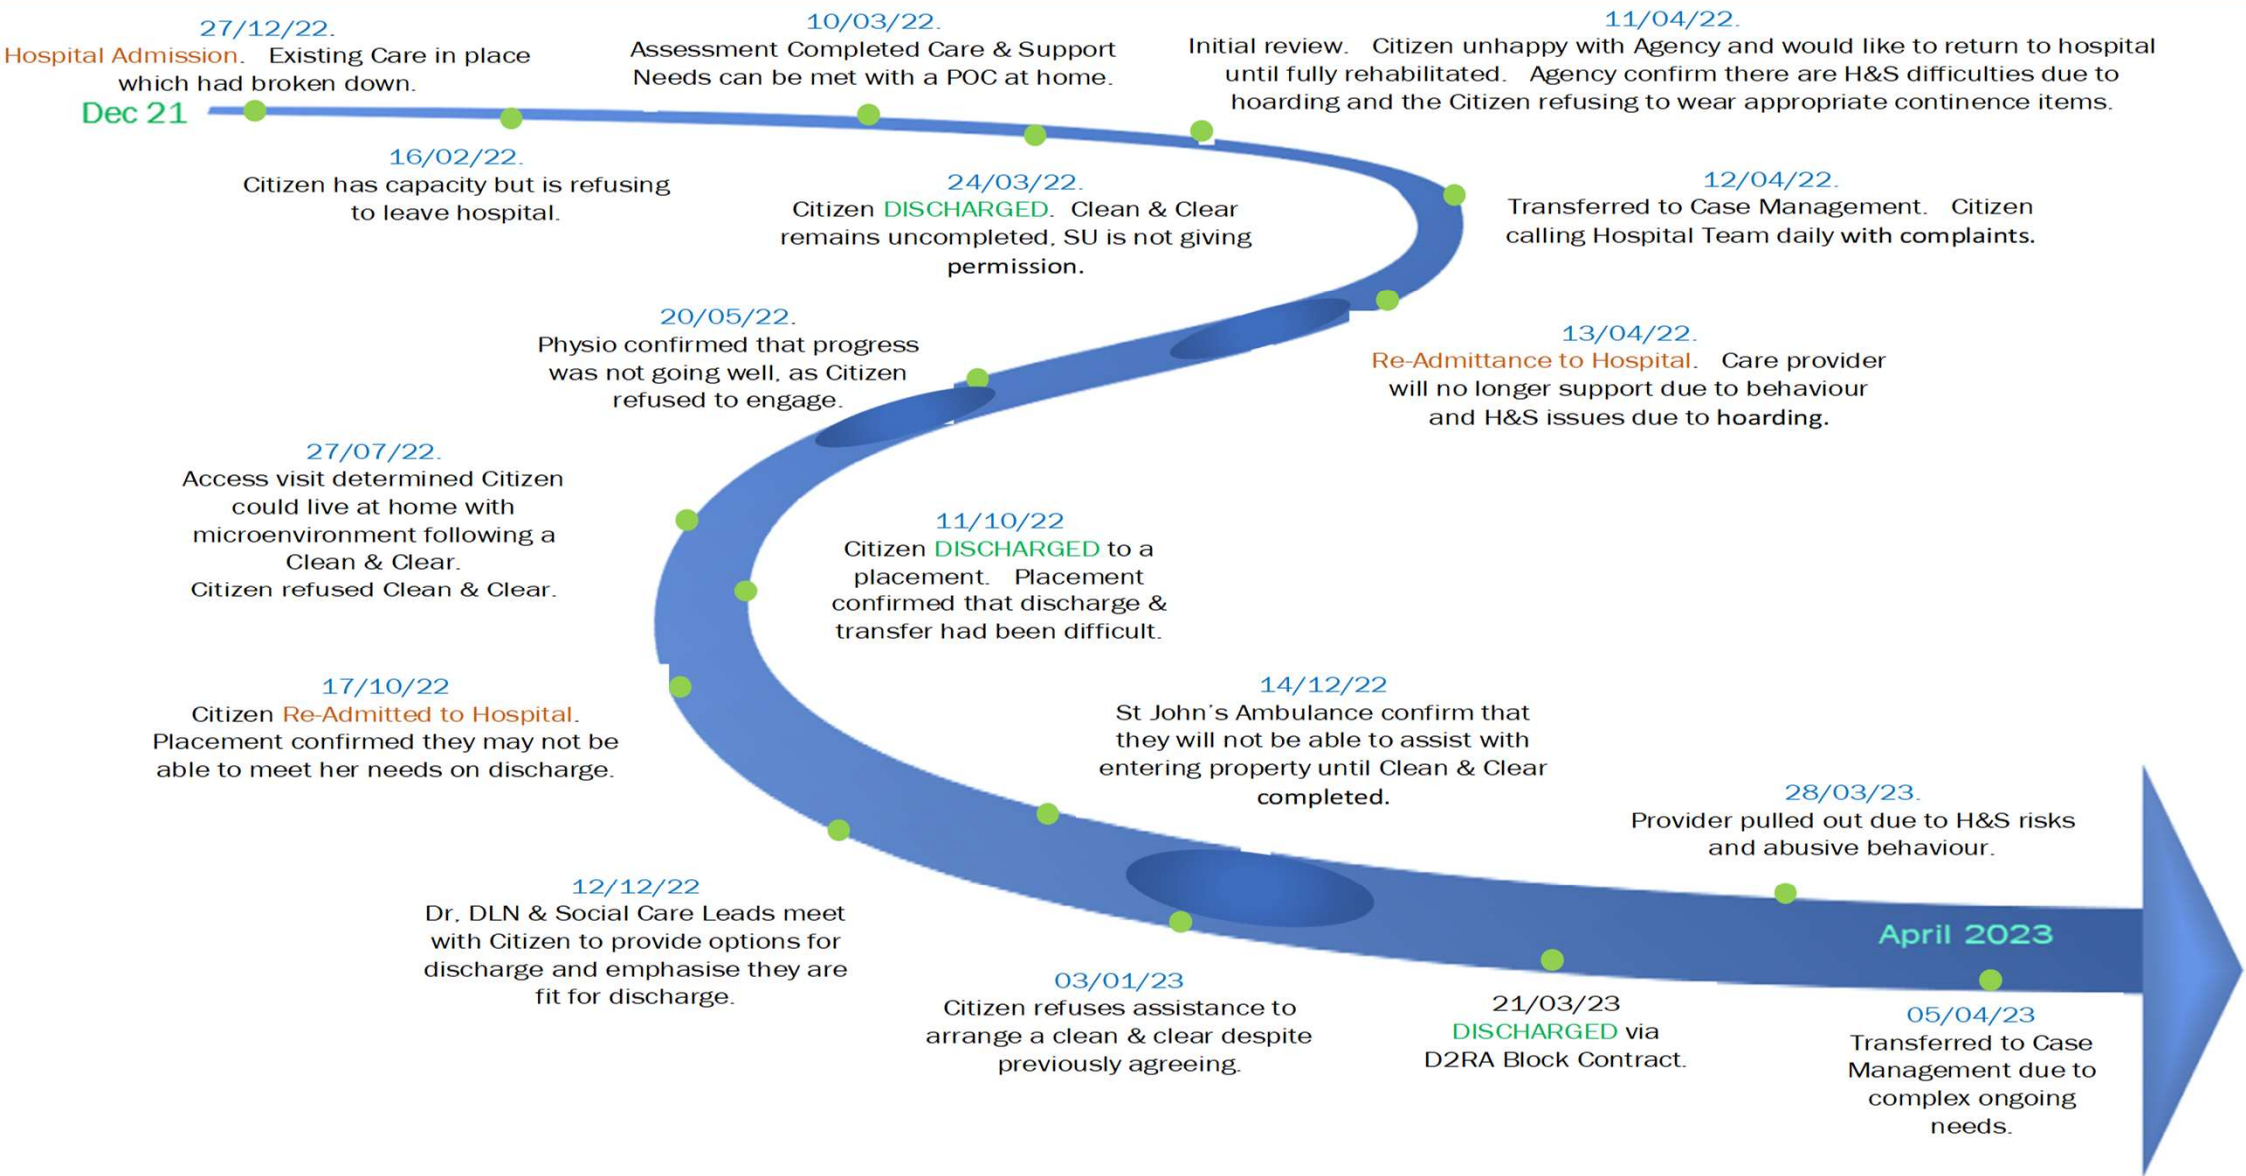 27/12/22.
Hospital Admission. Existing Care in place
which had broken down.
Dec 21
16/02/22.
Citizen has capacity but is refusing
to leave hospital.
10/03/22.
Assessment Completed Care & Support
Needs can be met with a POC at home.
24/03/22.
Citizen DISCHARGED. Clean & Clear
remains uncompleted, SU is not giving
permission.
11/04/22.
Initial review. Citizen unhappy with Agency and would like to return to hospital
until fully rehabilitated. Agency confirm there are H&S difficulties due to
hoarding and the Citizen refusing to wear appropriate continence items.
12/04/22.
Transferred to Case Management. Citizen
calling Hospital Team daily with complaints.
13/04/22.
Re-Admittance to Hospital. Care provider
will no longer support due to behaviour
and H&S issues due to hoarding.
20/05/22.
Physio confirmed that progress
was not going well, as Citizen
refused to engage.
27/07/22.
Access visit determined Citizen
could live at home with
microenvironment following a
Clean & Clear.
Citizen refused Clean & Clear.
11/10/22
Citizen DISCHARGED to a
placement. Placement
confirmed that discharge &
transfer had been difficult.
17/10/22
Citizen Re-Admitted to Hospital.
Placement confirmed they may not be
able to meet her needs on discharge.
12/12/22
Dr, DLN & Social Care Leads meet
with Citizen to provide options for
discharge and emphasise they are
fit for discharge.
14/12/22
St John's Ambulance confirm that
they will not be able to assist with
entering property until Clean & Clear
completed.
03/01/23
Citizen refuses assistance to
arrange a clean & clear despite
previously agreeing.
21/03/23
DISCHARGED via
D2RA Block Contract.
28/03/23.
Provider pulled out due to H&S risks
and abusive behaviour.
April 2023
05/04/23
Transferred to Case
Management due to
complex ongoing
needs.